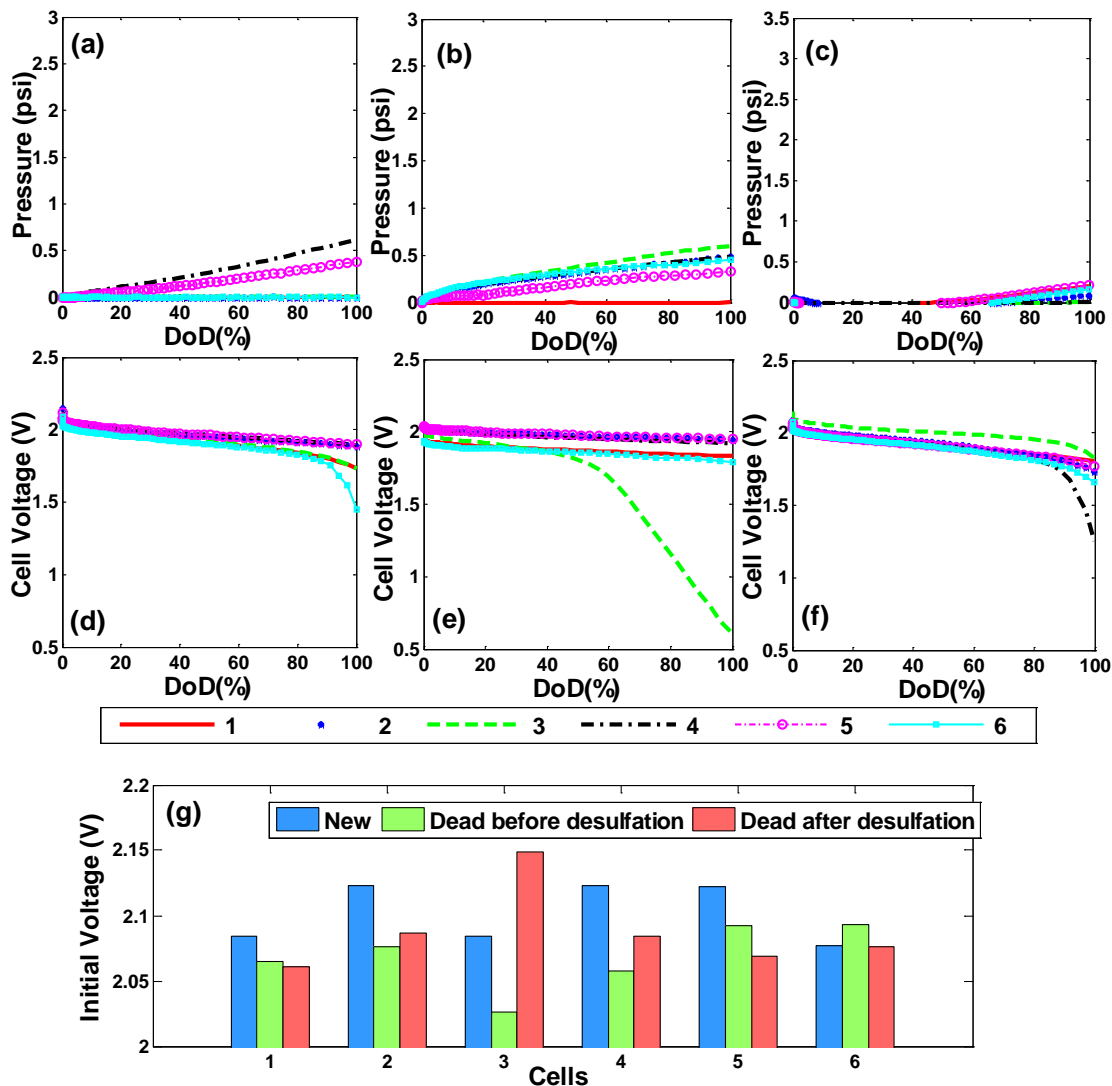 (a)
Pressure (psi)
3
2.5
2
1.5
1
0.5
0
0 20 40 60 80 100
DoD(%)
(b)
Pressure (psi)
3
2.5
2
1.5
1
0.5
0
0 20 40 60 80 100
DoD(%)
(c)
Pressure (psi)
3.5
3
2.5
2
1.5
1
0.5
0
0 20 40 60 80 100
DoD(%)
(d)
Cell Voltage (V)
2.5
2
1.5
1
0.5
0 20 40 60 80 100
DoD(%)
(e)
Cell Voltage (V)
2.5
2
1.5
1
0.5
0 20 40 60 80 100
DoD(%)
(f)
Cell Voltage (V)
2.5
2
1.5
1
0.5
0 20 40 60 80 100
DoD(%)
1 2 3 4 5 6
(g)
New Dead before desulfation Dead after desulfation
Initial Voltage (V)
2.2
2.15
2.1
2.05
2
1 2 3 4 5 6
Cells